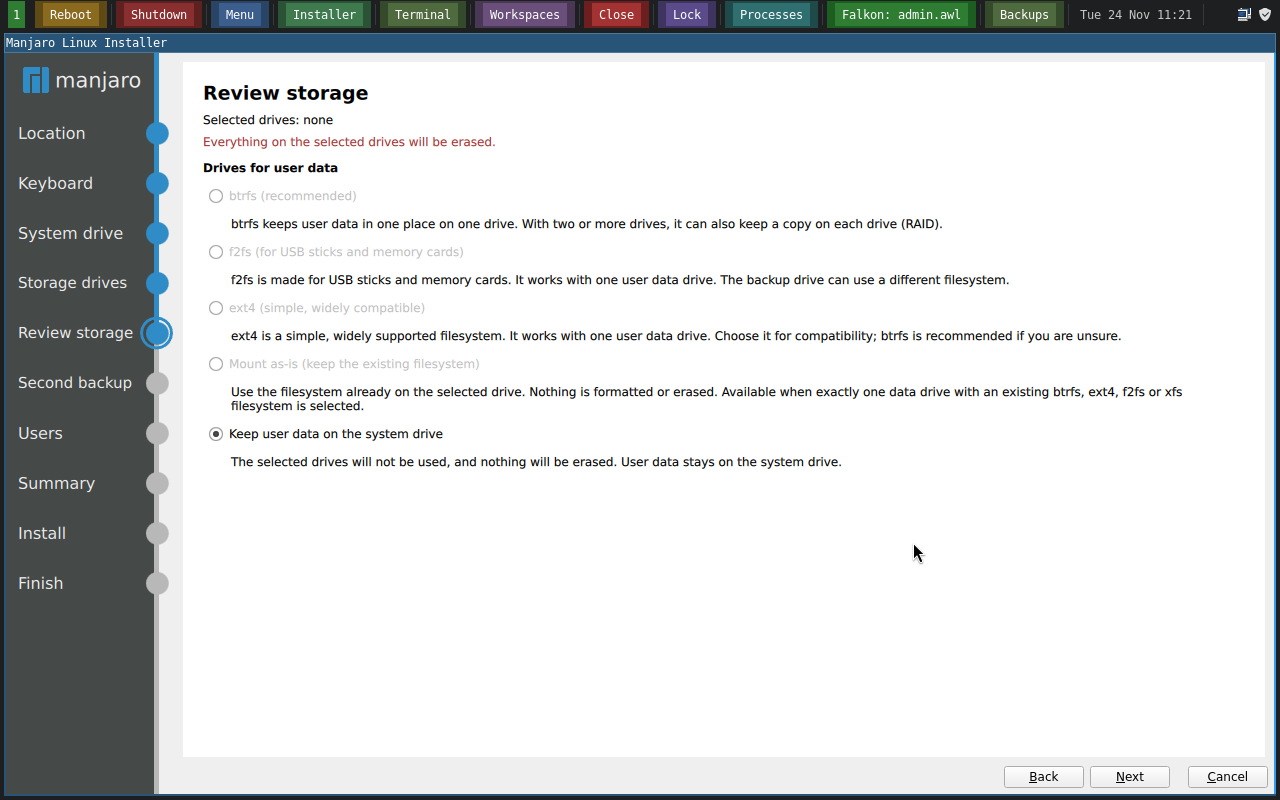 1 Reboot Shutdown Menu Installer Terminal Workspaces Close Lock Processes Falkon: admin.awl Backups Tue 24 Nov 11:21
Manjaro Linux Installer
manjaro
Location
Keyboard
System drive
Storage drives
Review storage
Second backup
Users
Summary
Install
Finish
Review storage
Selected drives: none
Everything on the selected drives will be erased.
Drives for user data
btrfs (recommended)
btrfs keeps user data in one place on one drive. With two or more drives, it can also keep a copy on each drive (RAID).
f2fs (for USB sticks and memory cards)
f2fs is made for USB sticks and memory cards. It works with one user data drive. The backup drive can use a different filesystem.
ext4 (simple, widely compatible)
ext4 is a simple, widely supported filesystem. It works with one user data drive. Choose it for compatibility; btrfs is recommended if you are unsure.
Mount as-is (keep the existing filesystem)
Use the filesystem already on the selected drive. Nothing is formatted or erased. Available when exactly one data drive with an existing btrfs, ext4, f2fs or xfs
filesystem is selected.
Keep user data on the system drive
The selected drives will not be used, and nothing will be erased. User data stays on the system drive.
Back Next Cancel